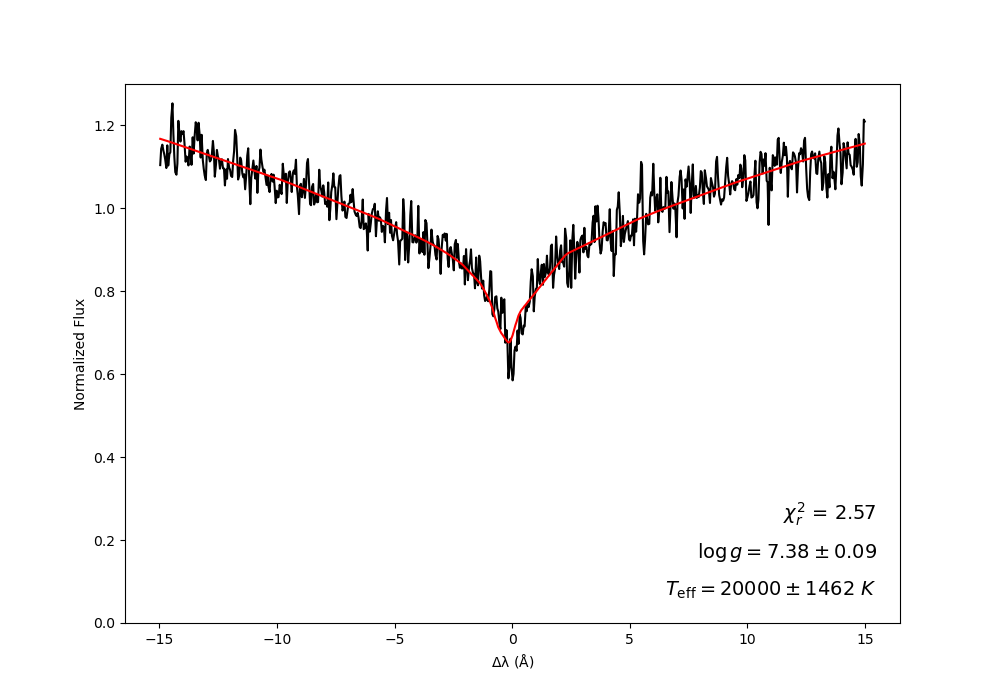 1.2
1.0
0.8
0.6
0.4
0.2
0.0
Normalized Flux
χ²ᵣ = 2.57
log g = 7.38 ± 0.09
T_eff = 20000 ± 1462 K
−15 −10 −5 0 5 10 15
Δλ (Å)